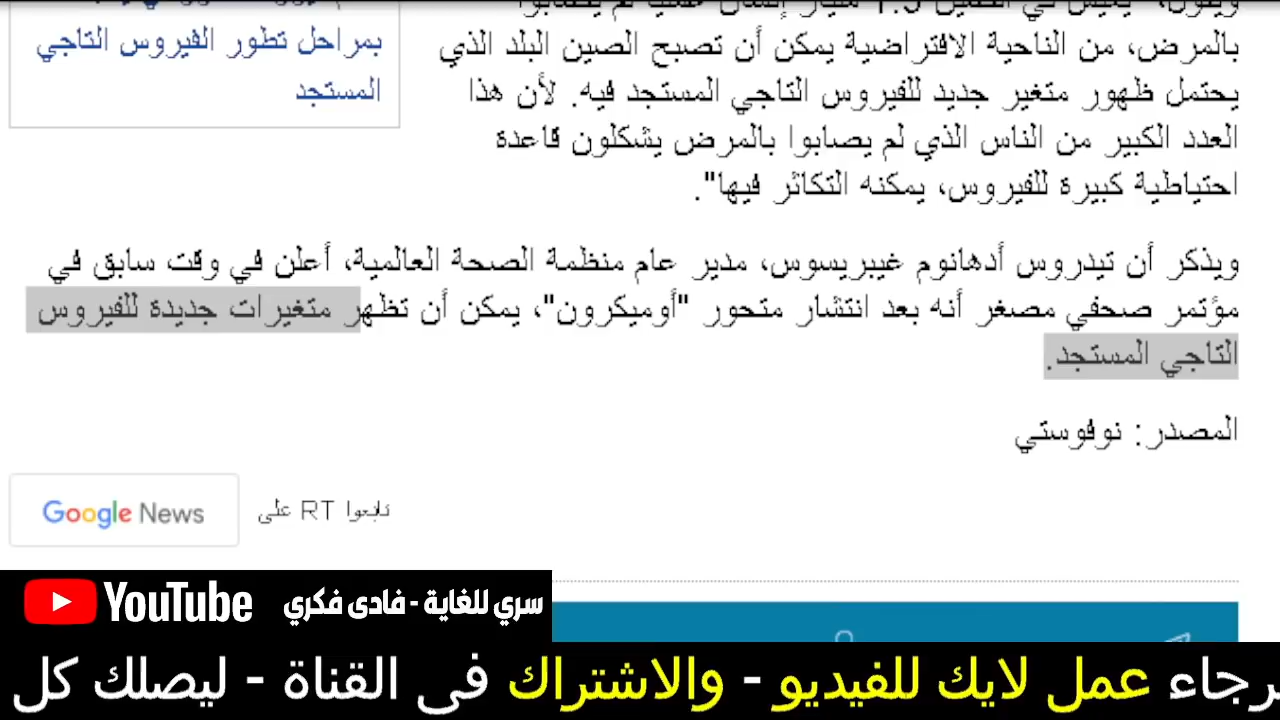 بالمرض، من الناحية الافتراضية يمكن أن تصبح الصين البلد الذي
يحتمل ظهور متغير جديد للفيروس التاجي المستجد فيه. لأن هذا
العدد الكبير من الناس الذي لم يصابوا بالمرض يشكلون قاعدة
احتياطية كبيرة للفيروس، يمكنه التكاثر فيها".
ويذكر أن تيدروس أدهانوم غيبريسوس، مدير عام منظمة الصحة العالمية، أعلن في وقت سابق في
مؤتمر صحفي مصغر أنه بعد انتشار متحور "أوميكرون"، يمكن أن تظهر متغيرات جديدة للفيروس
التاجي المستجد.
المصدر: نوفوستي
بمراحل تطور الفيروس التاجي
المستجد
تابعوا RT على
Google News
YouTube سري للغاية - فادى فكري
برجاء عمل لايك للفيديو - والاشتراك فى القناة - ليصلك كل